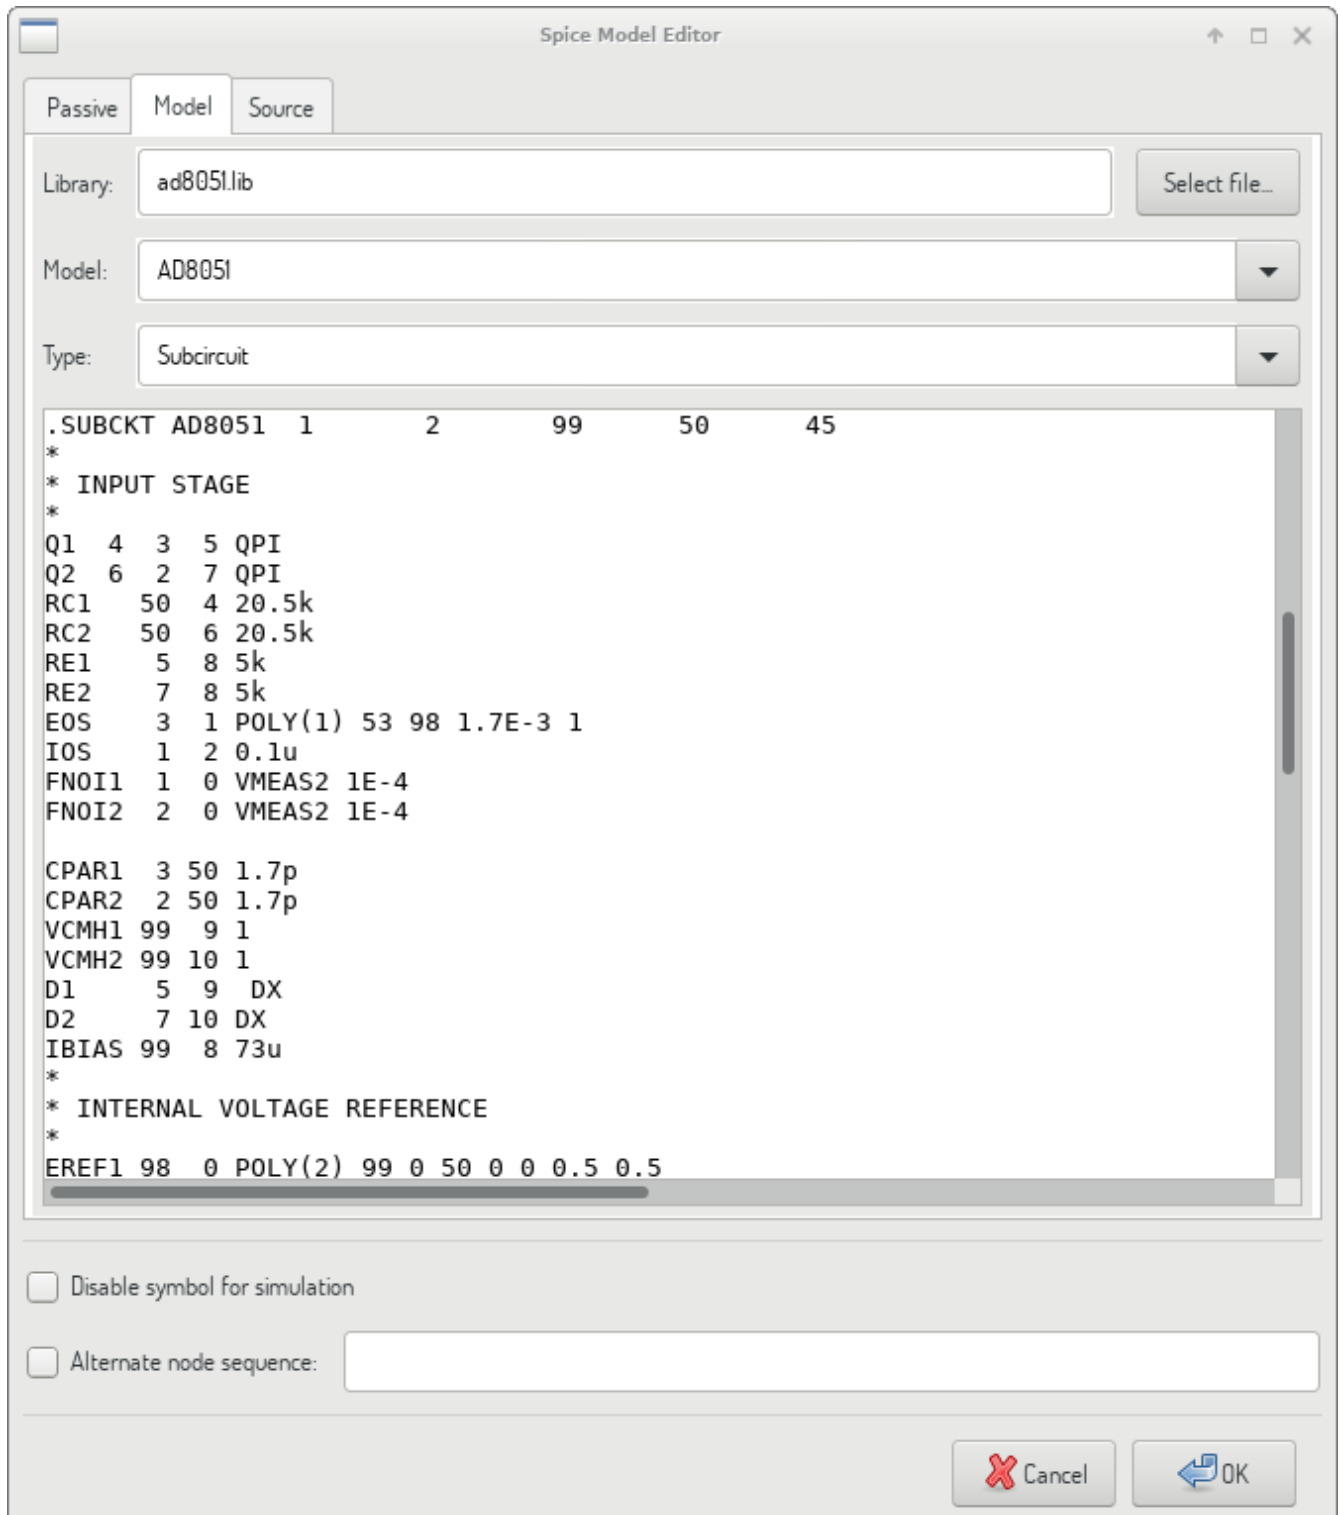 Spice Model Editor
Passive Model Source
Library: ad8051.lib Select file...
Model: AD8051
Type: Subcircuit
.SUBCKT AD8051  1       2       99      50      45
*
* INPUT STAGE
*
Q1  4  3  5 QPI
Q2  6  2  7 QPI
RC1   50  4 20.5k
RC2   50  6 20.5k
RE1    5  8 5k
RE2    7  8 5k
EOS    3  1 POLY(1) 53 98 1.7E-3 1
IOS    1  2 0.1u
FNOI1  1  0 VMEAS2 1E-4
FNOI2  2  0 VMEAS2 1E-4
CPAR1  3 50 1.7p
CPAR2  2 50 1.7p
VCMH1 99  9 1
VCMH2 99 10 1
D1     5  9  DX
D2     7 10 DX
IBIAS 99  8 73u
*
* INTERNAL VOLTAGE REFERENCE
*
EREF1 98  0 POLY(2) 99 0 50 0 0 0.5 0.5
Disable symbol for simulation
Alternate node sequence:
Cancel OK